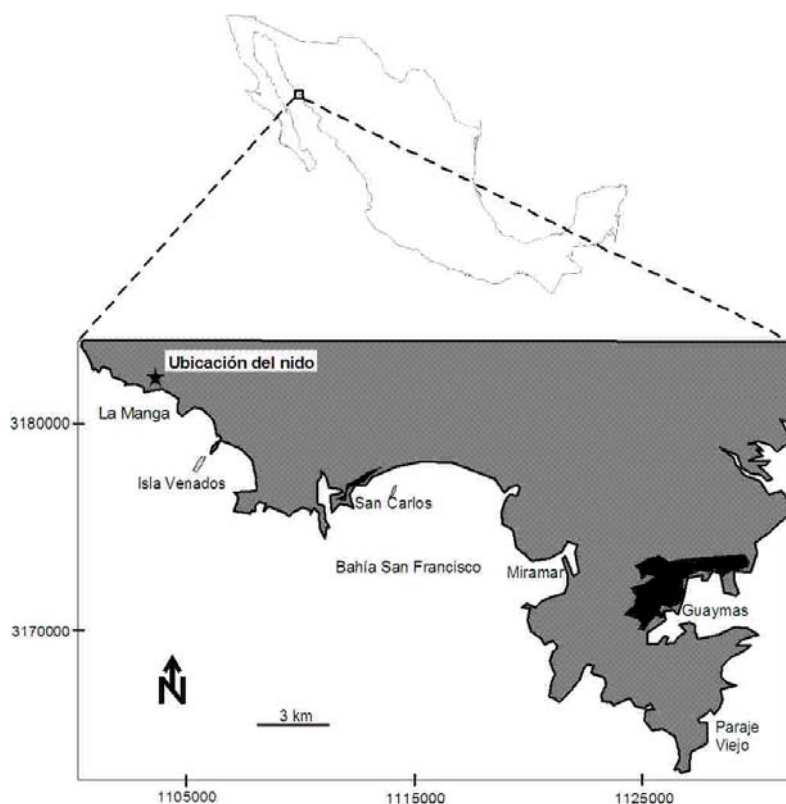 Ubicación del nido
La Manga
3180000
Isla Venados
San Carlos
Bahía San Francisco
Miramar
Guaymas
3170000
N
3 km
Paraje
Viejo
1105000
1115000
1125000